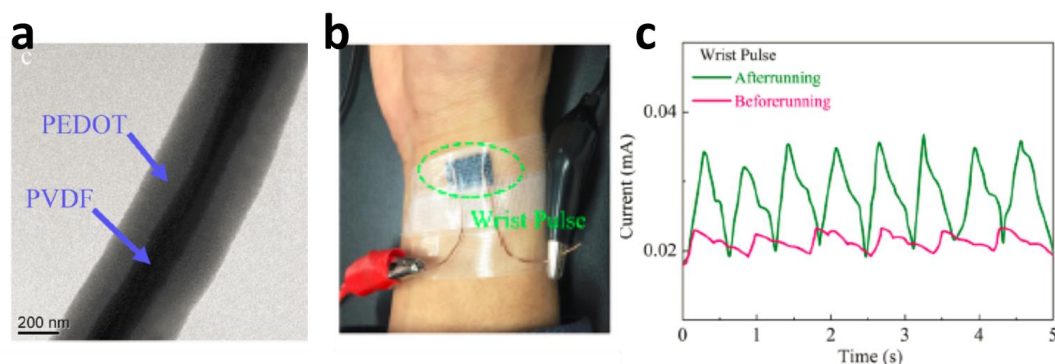 a
c
PEDOT
PVDF
200 nm
b
Wrist Pulse
c
Wrist Pulse
Afterrunning
Beforerunning
0.04
0.02
Current (mA)
0
1
2
3
4
5
Time (s)